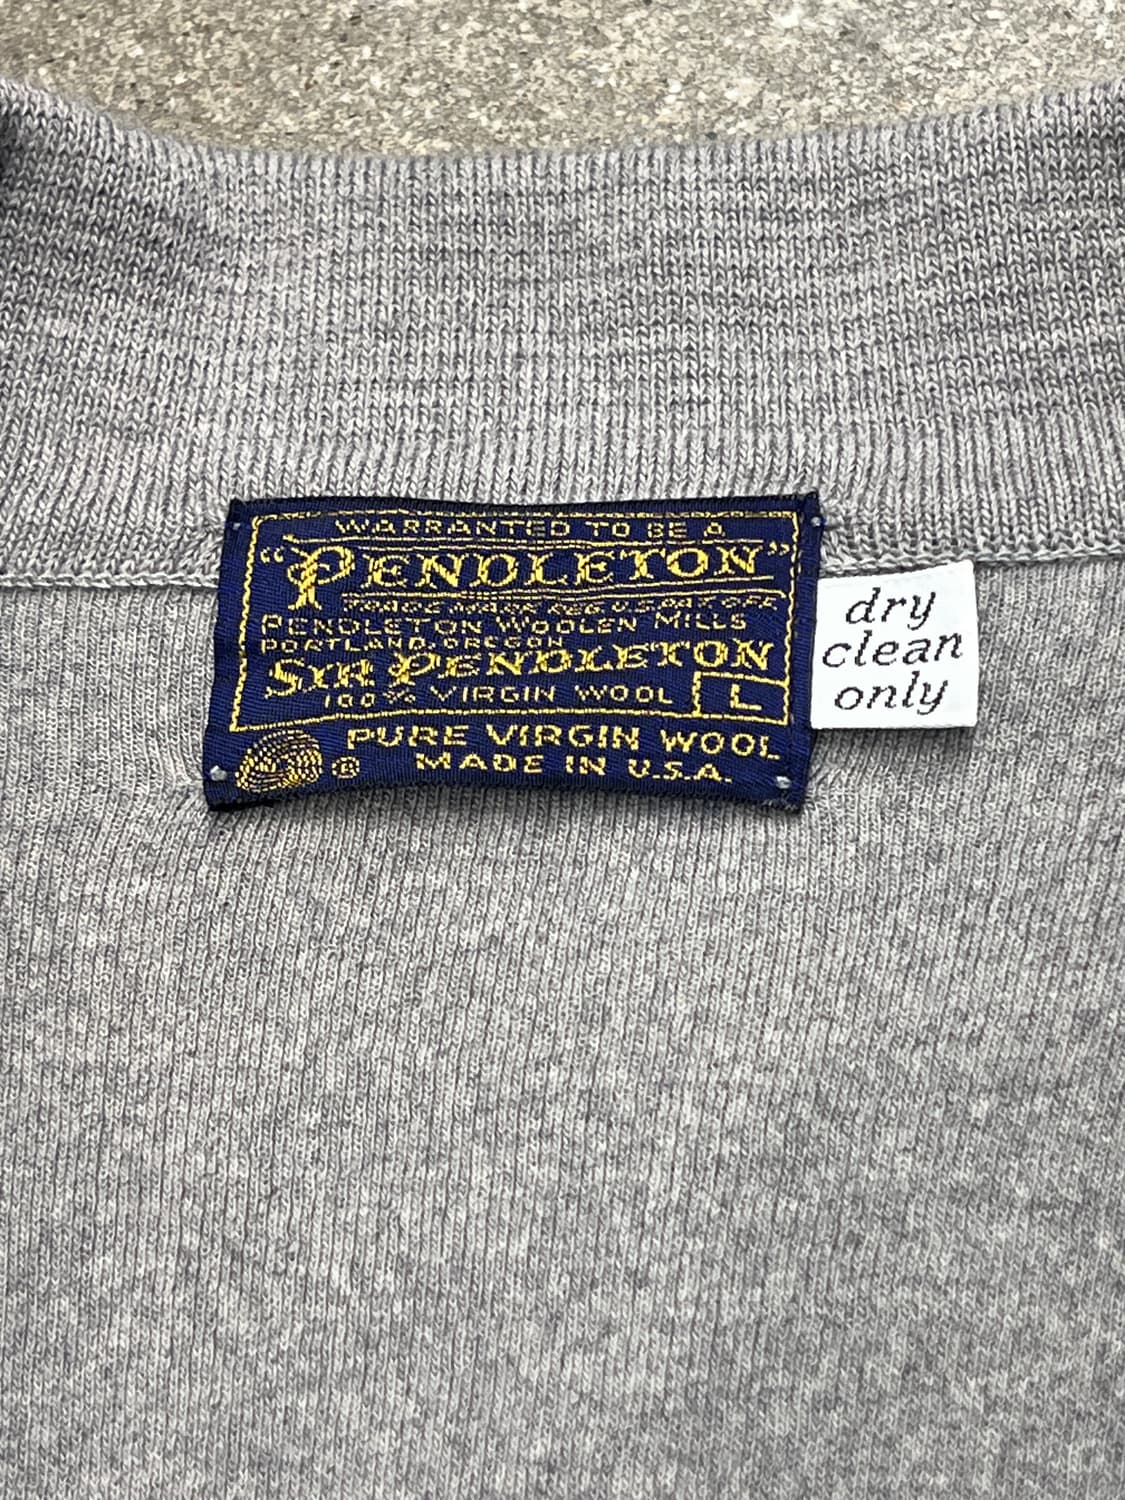 WARRANTED TO BE A
"PENDLETON"
TRADE MARK REG. U.S. PAT. OFF.
PENDLETON WOOLEN MILLS
PORTLAND, OREGON
SIR PENDLETON
100% VIRGIN WOOL L
PURE VIRGIN WOOL
® MADE IN U.S.A.
dry
clean
only